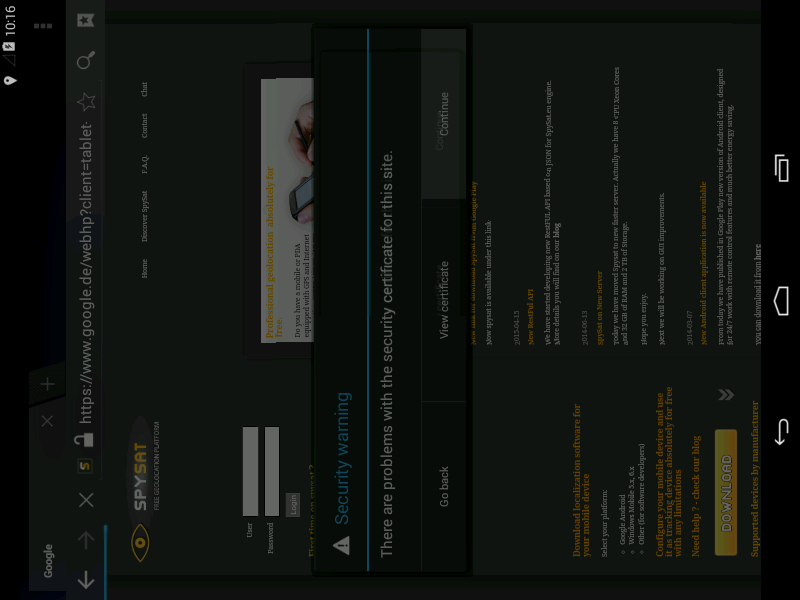 10:16
Google
https://www.google.de/webhp?client=tablet-
SPYSAT
FREE GEOLOCATION PLATFORM
Home
Discover SpySat
F.A.Q.
Contact
Chat
User
Password
Login
Professional geolocation absolutely for
free.
Do you have a mobile or PDA
equipped with GPS and Internet
Security warning
There are problems with the security certificate for this site.
Go back
View certificate
Continue
Now spysat is available under this link
2015-04-15
New RestFul API
We have started developing new RestFUL API based on JSON for SpySat.eu engine.
More details you will find on our blog
2014-06-13
SpySat on New Server
Today we have moved Spysat to new faster server. Actually we have 8 vCPU Xeon Cores
and 32 GB of RAM and 2 TB of Storage.
Hope you enjoy.
Next we will be working on GUI improvements.
2014-03-07
New Android client application is now available
From today we have published in Google Play new version of Android client, designed
for 24/7 work with remote control features and much better energy saving.
You can download it from here
Download localization software for
your mobile device
Select your platform:
Google Android
Windows Mobile 5.x, 6.x
Other (for software developers)
Configure your mobile device and use
it as tracking device absolutely for free
with any limitations
Need help ? - check our blog
DOWNLOAD
Supported devices by manufacturer